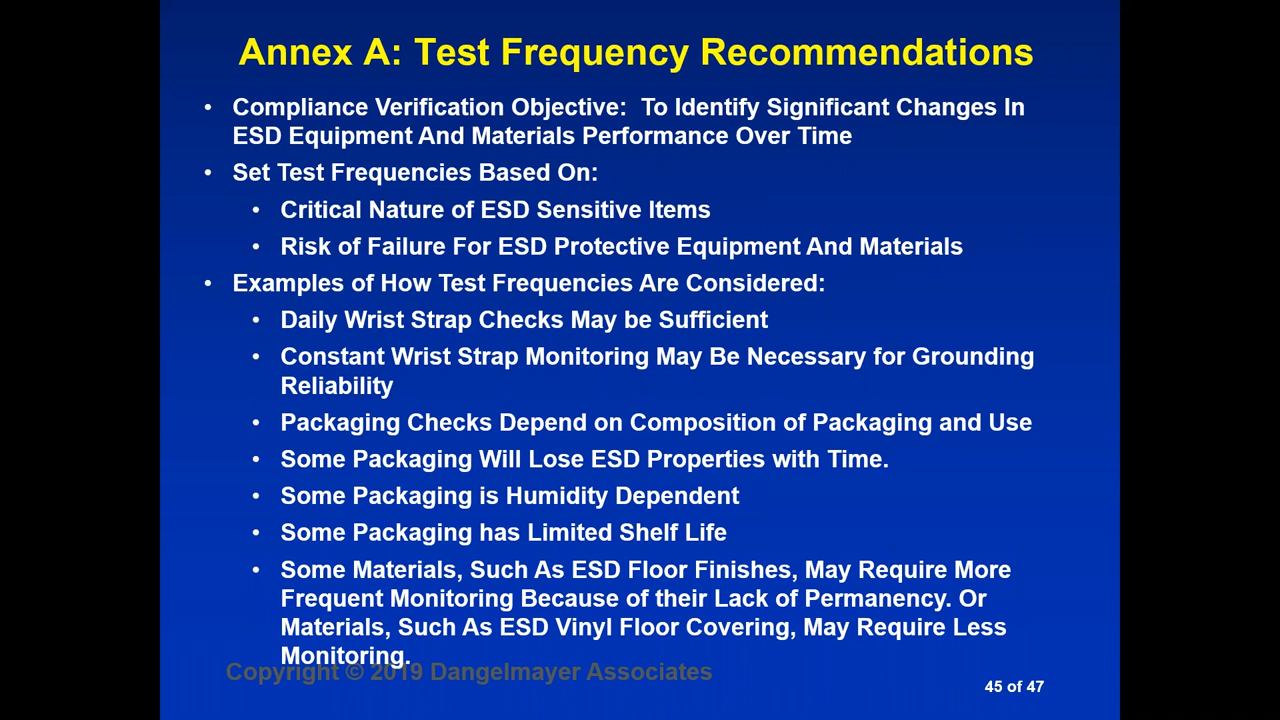 Annex A: Test Frequency Recommendations
• Compliance Verification Objective:  To Identify Significant Changes In
ESD Equipment And Materials Performance Over Time
• Set Test Frequencies Based On:
• Critical Nature of ESD Sensitive Items
• Risk of Failure For ESD Protective Equipment And Materials
• Examples of How Test Frequencies Are Considered:
• Daily Wrist Strap Checks May be Sufficient
• Constant Wrist Strap Monitoring May Be Necessary for Grounding
Reliability
• Packaging Checks Depend on Composition of Packaging and Use
• Some Packaging Will Lose ESD Properties with Time.
• Some Packaging is Humidity Dependent
• Some Packaging has Limited Shelf Life
• Some Materials, Such As ESD Floor Finishes, May Require More
Frequent Monitoring Because of their Lack of Permanency. Or
Materials, Such As ESD Vinyl Floor Covering, May Require Less
Monitoring.
Copyright © 2019 Dangelmayer Associates
45 of 47